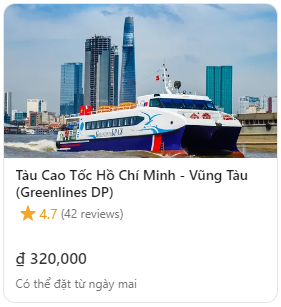 Tàu Cao Tốc Hồ Chí Minh - Vũng Tàu
(Greenlines DP)
4.7 (42 reviews)
₫ 320,000
Có thể đặt từ ngày mai